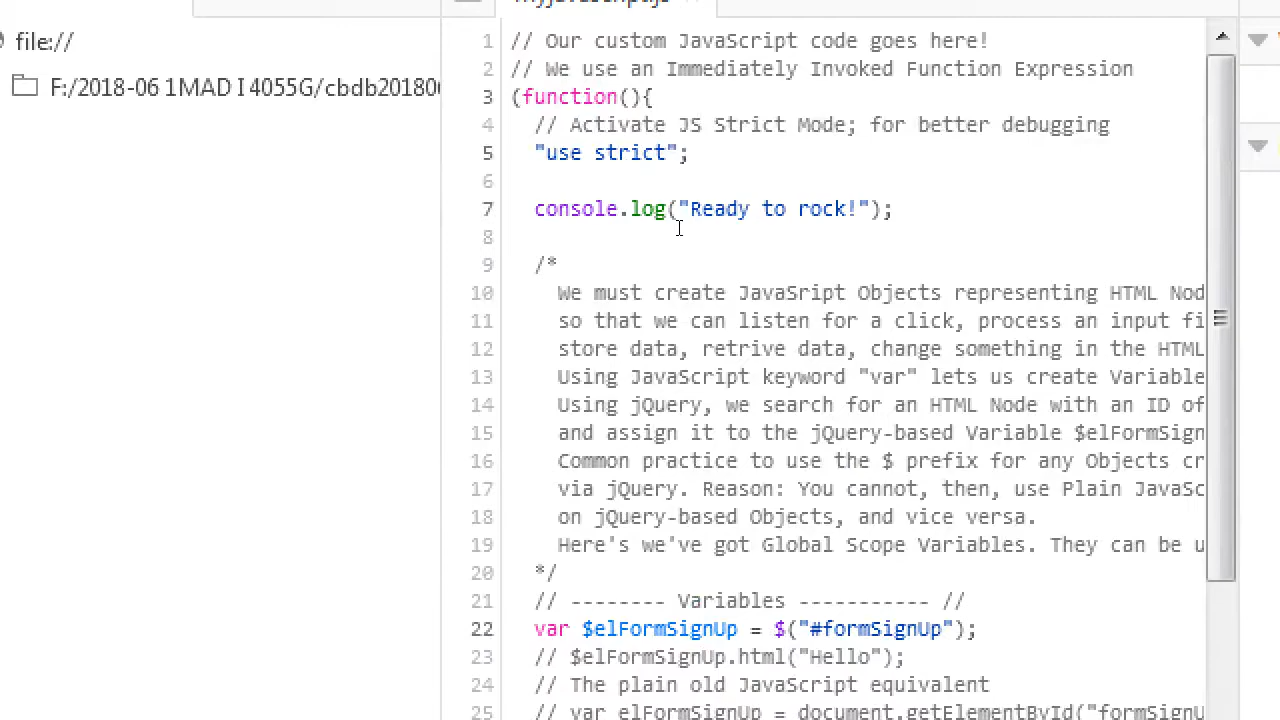 file://
F:/2018-06 1MAD I 4055G/cbdb20180
myjavascript.js
1 // Our custom JavaScript code goes here!
2 // We use an Immediately Invoked Function Expression
3 (function(){
4 // Activate JS Strict Mode; for better debugging
5 "use strict";
6
7 console.log("Ready to rock!");
8
9 /*
10 We must create JavaSript Objects representing HTML Nod
11 so that we can listen for a click, process an input fi
12 store data, retrive data, change something in the HTML
13 Using JavaScript keyword "var" lets us create Variable
14 Using jQuery, we search for an HTML Node with an ID of
15 and assign it to the jQuery-based Variable $elFormSign
16 Common practice to use the $ prefix for any Objects cr
17 via jQuery. Reason: You cannot, then, use Plain JavaSc
18 on jQuery-based Objects, and vice versa.
19 Here's we've got Global Scope Variables. They can be u
20 */
21 // -------- Variables ----------- //
22 var $elFormSignUp = $("#formSignUp");
23 // $elFormSignUp.html("Hello");
24 // The plain old JavaScript equivalent
25 // var elFormSignUp = document.getElementById("formSignU